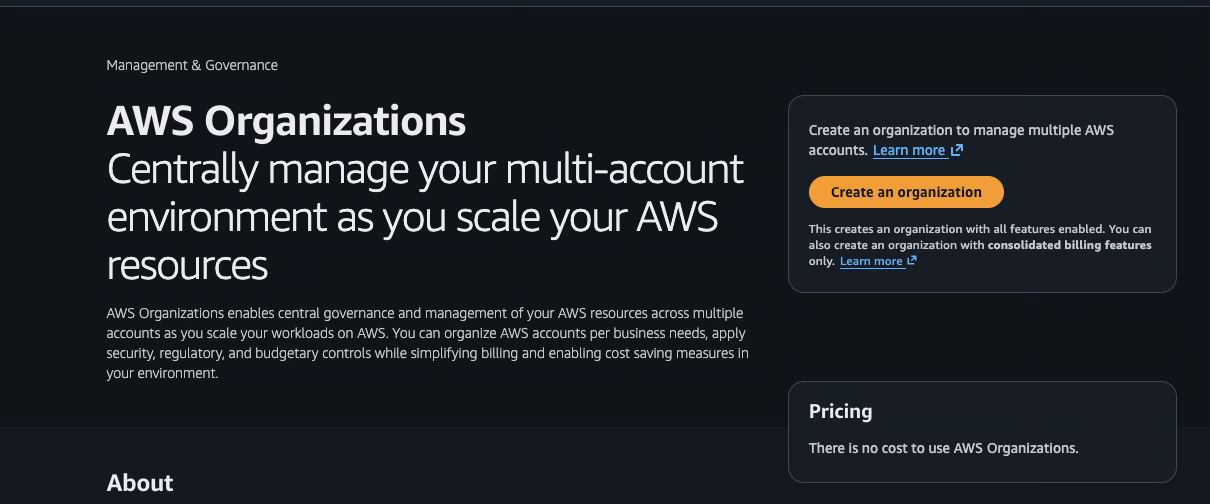 Management & Governance
AWS Organizations
Centrally manage your multi-account
environment as you scale your AWS
resources
AWS Organizations enables central governance and management of your AWS resources across multiple
accounts as you scale your workloads on AWS. You can organize AWS accounts per business needs, apply
security, regulatory, and budgetary controls while simplifying billing and enabling cost saving measures in
your environment.
Create an organization to manage multiple AWS
accounts. Learn more
Create an organization
This creates an organization with all features enabled. You can
also create an organization with consolidated billing features
only. Learn more
Pricing
There is no cost to use AWS Organizations.
About